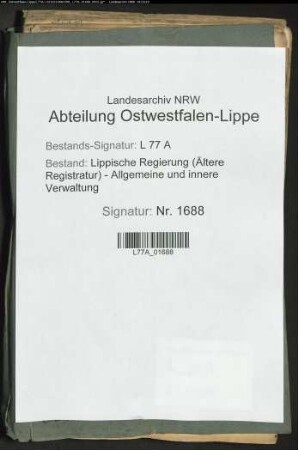 Landesarchiv NRW
Abteilung Ostwestfalen-Lippe
Bestands-Signatur: L 77 A
Bestand: Lippische Regierung (Ältere
Registratur) - Allgemeine und innere
Verwaltung
Signatur: Nr. 1688
L77A_01688